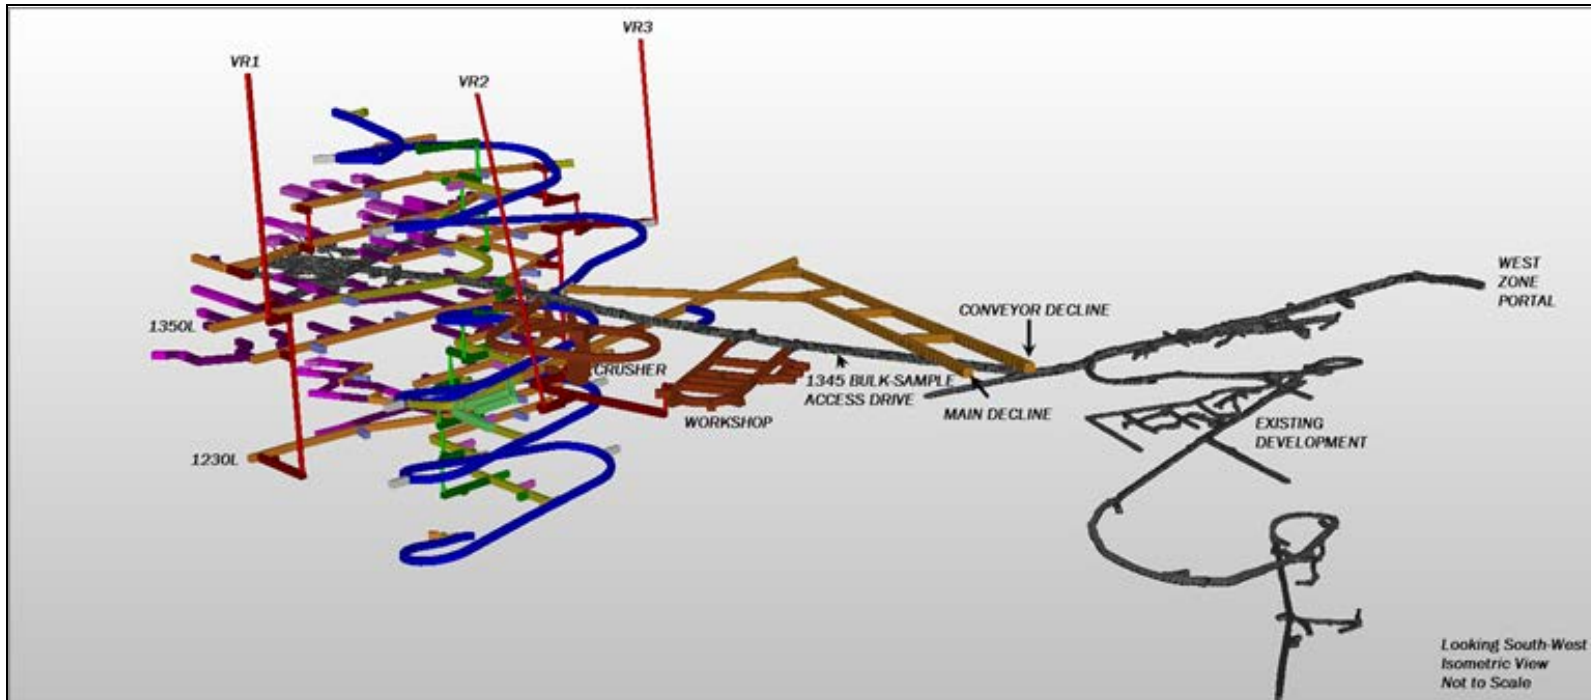 VR3
VR1
VR2
WEST
ZONE
PORTAL
CONVEYOR DECLINE
1350L
CRUSHER
1345 BULK-SAMPLE
ACCESS DRIVE
MAIN DECLINE
WORKSHOP
EXISTING
DEVELOPMENT
1230L
Looking South-West
Isometric View
Not to Scale